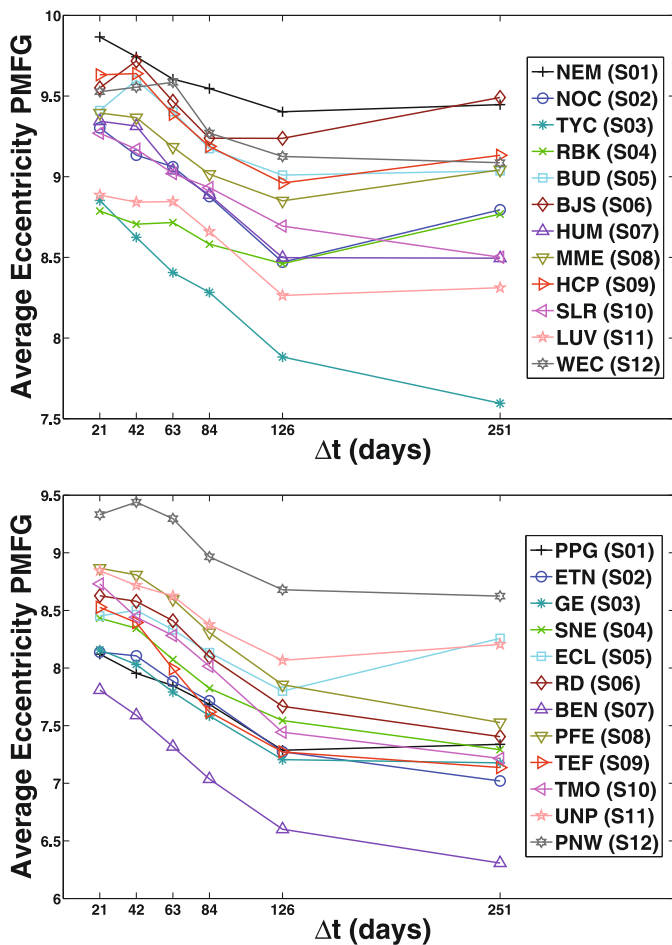 Average Eccentricity PMFG
10
9.5
9
8.5
8
7.5
21 42 63 84 126 251
Δt (days)
NEM (S01)
NOC (S02)
TYC (S03)
RBK (S04)
BUD (S05)
BJS (S06)
HUM (S07)
MME (S08)
HCP (S09)
SLR (S10)
LUV (S11)
WEC (S12)
Average Eccentricity PMFG
9.5
9
8.5
8
7.5
7
6.5
6
21 42 63 84 126 251
Δt (days)
PPG (S01)
ETN (S02)
GE (S03)
SNE (S04)
ECL (S05)
RD (S06)
BEN (S07)
PFE (S08)
TEF (S09)
TMO (S10)
UNP (S11)
PNW (S12)